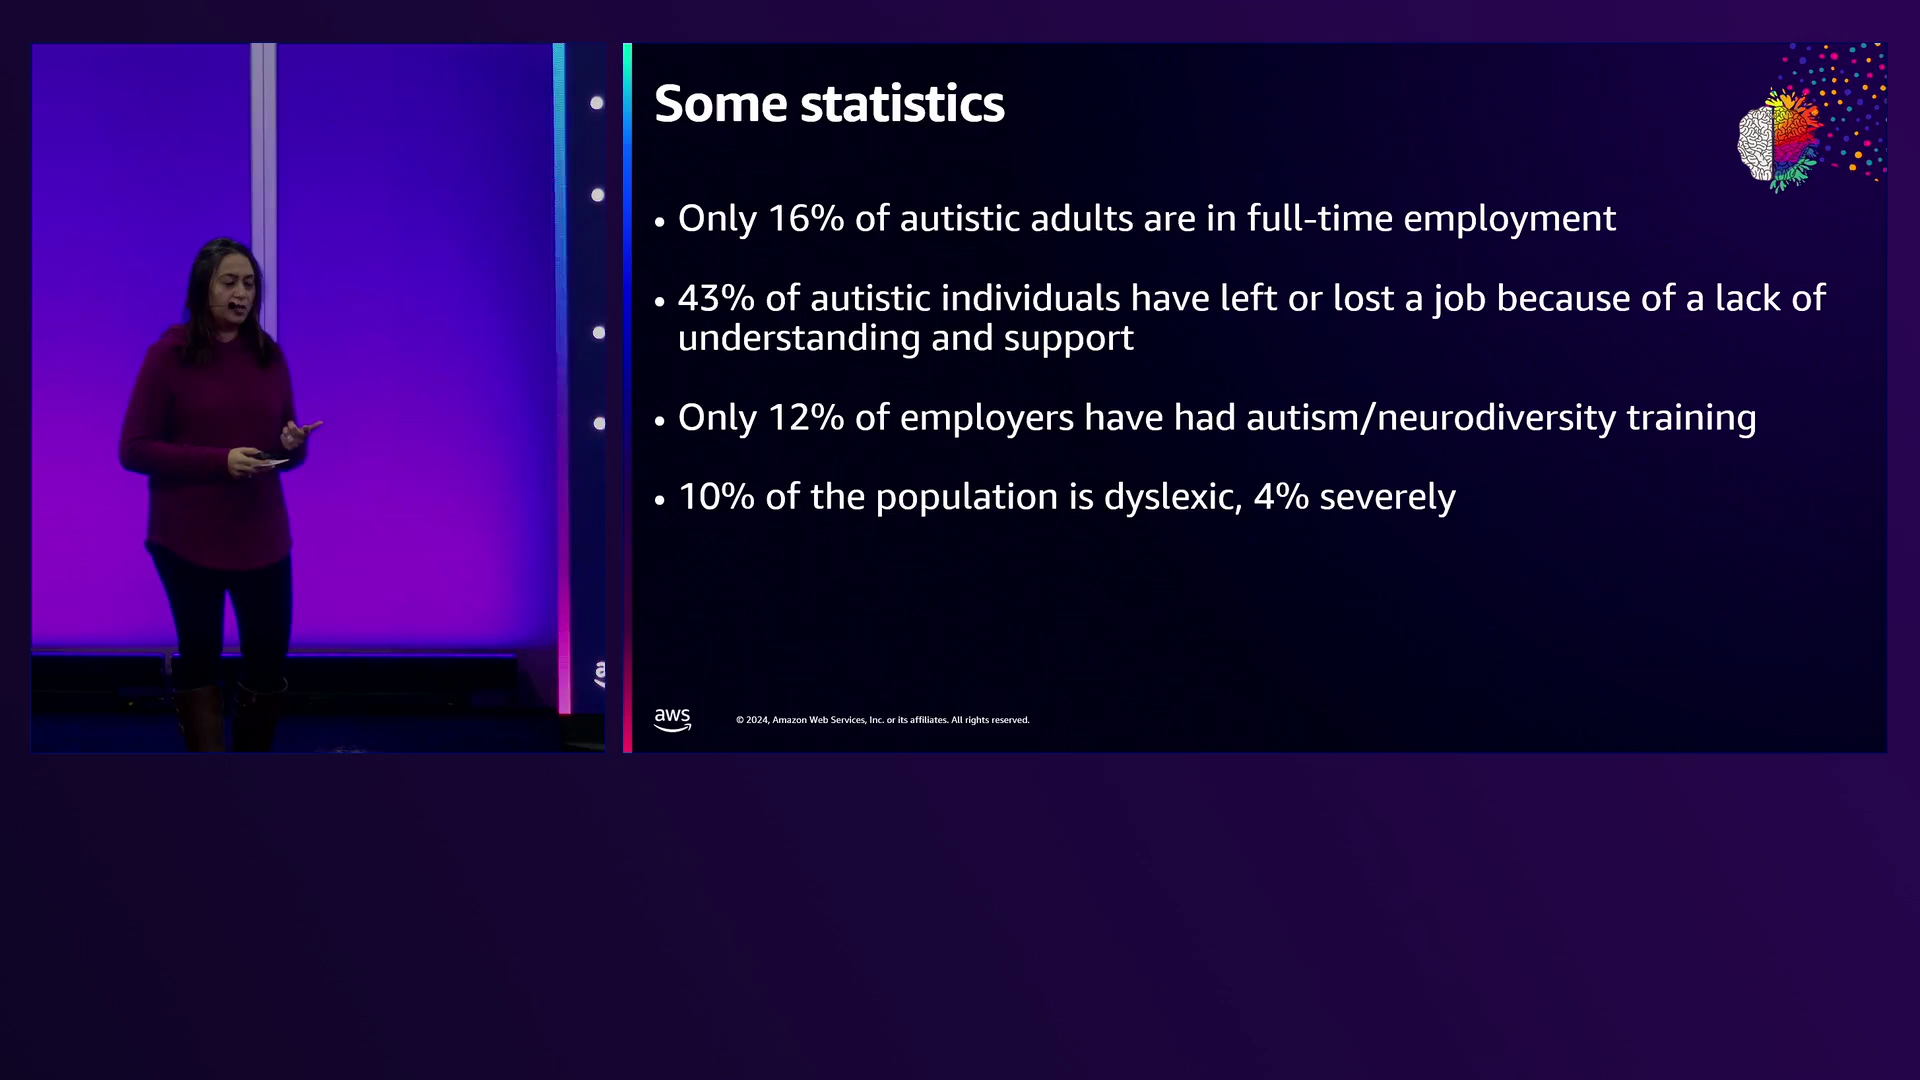 Some statistics
• Only 16% of autistic adults are in full-time employment
• 43% of autistic individuals have left or lost a job because of a lack of
understanding and support
• Only 12% of employers have had autism/neurodiversity training
• 10% of the population is dyslexic, 4% severely
aws
© 2024, Amazon Web Services, Inc. or its affiliates. All rights reserved.